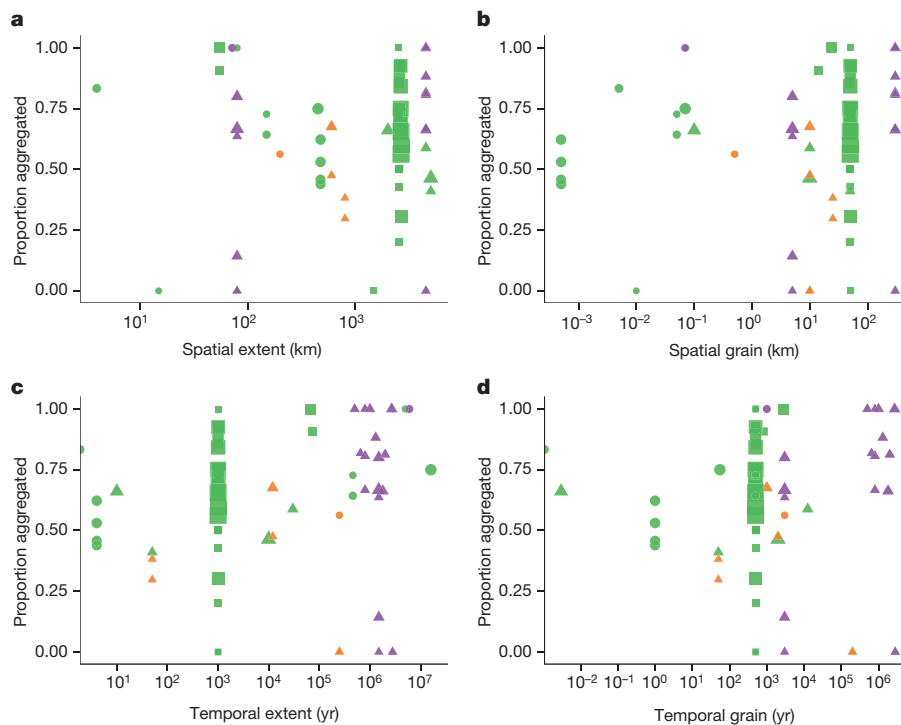 a
1.00
0.75
0.50
0.25
0.00
Proportion aggregated
10¹ 10² 10³
Spatial extent (km)
b
1.00
0.75
0.50
0.25
0.00
Proportion aggregated
10⁻³ 10⁻² 10⁻¹ 10⁰ 10¹ 10²
Spatial grain (km)
c
1.00
0.75
0.50
0.25
0.00
Proportion aggregated
10¹ 10² 10³ 10⁴ 10⁵ 10⁶ 10⁷
Temporal extent (yr)
d
1.00
0.75
0.50
0.25
0.00
Proportion aggregated
10⁻² 10⁻¹ 10⁰ 10¹ 10² 10³ 10⁴ 10⁵ 10⁶
Temporal grain (yr)